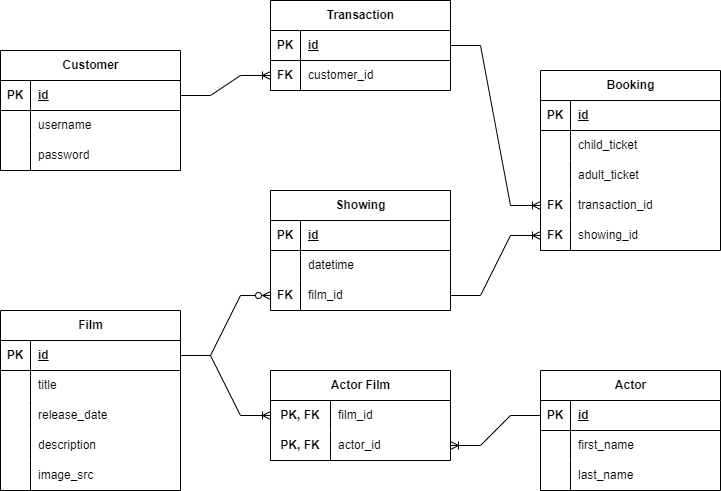 Transaction
PK id
FK customer_id
Customer
PK id
username
password
Booking
PK id
child_ticket
adult_ticket
FK transaction_id
FK showing_id
Showing
PK id
datetime
FK film_id
Film
PK id
title
release_date
description
image_src
Actor Film
PK, FK film_id
PK, FK actor_id
Actor
PK id
first_name
last_name